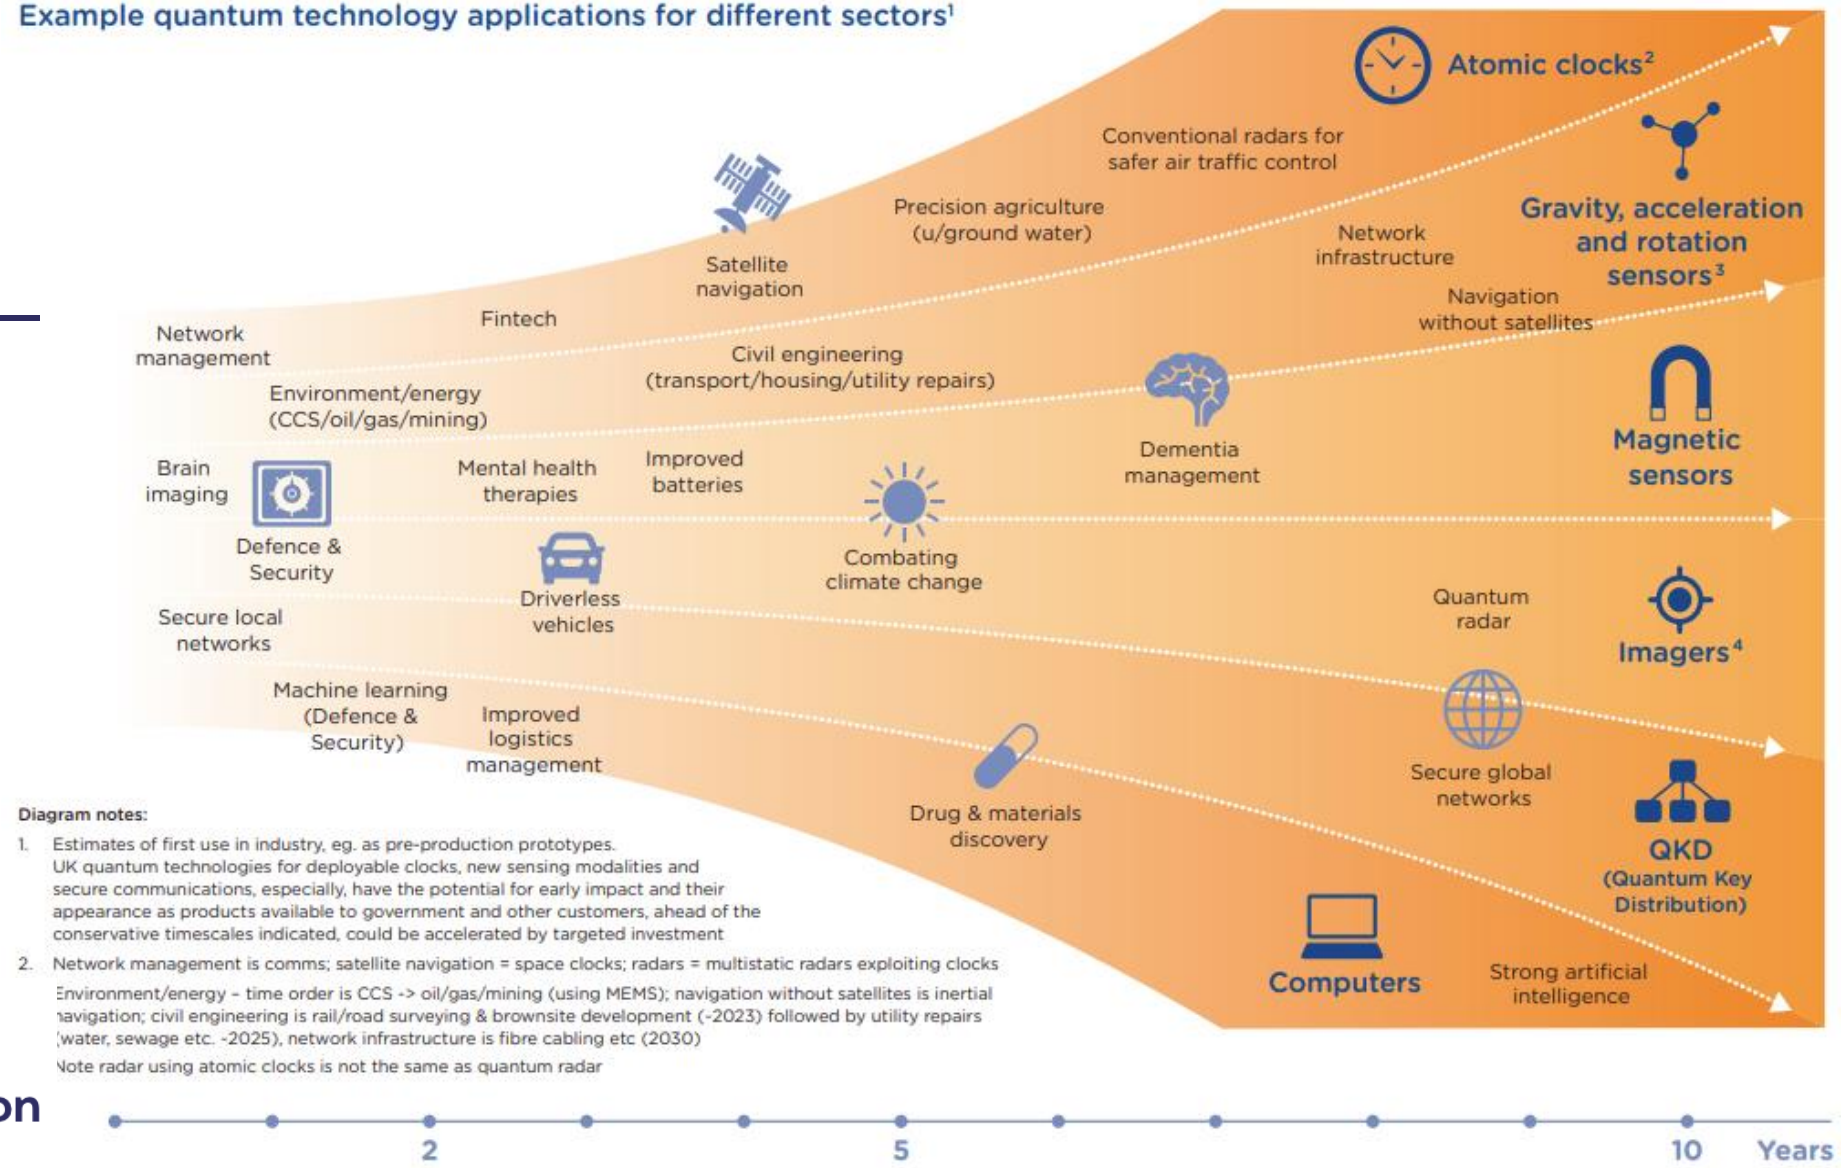 Example quantum technology applications for different sectors¹
Atomic clocks²
Conventional radars for
safer air traffic control
Precision agriculture
(u/ground water)
Gravity, acceleration
and rotation
sensors³
Network
infrastructure
Satellite
navigation
Navigation
without satellites
Fintech
Network
management
Civil engineering
(transport/housing/utility repairs)
Environment/energy
(CCS/oil/gas/mining)
Magnetic
sensors
Dementia
management
Brain
imaging
Mental health
therapies
Improved
batteries
Defence &
Security
Combating
climate change
Driverless
vehicles
Quantum
radar
Imagers⁴
Secure local
networks
Machine learning
(Defence &
Security)
Improved
logistics
management
Secure global
networks
Drug & materials
discovery
QKD
(Quantum Key
Distribution)
Computers
Strong artificial
intelligence
Diagram notes:
1. Estimates of first use in industry, eg. as pre-production prototypes.
UK quantum technologies for deployable clocks, new sensing modalities and
secure communications, especially, have the potential for early impact and their
appearance as products available to government and other customers, ahead of the
conservative timescales indicated, could be accelerated by targeted investment
2. Network management is comms; satellite navigation = space clocks; radars = multistatic radars exploiting clocks
Environment/energy – time order is CCS -> oil/gas/mining (using MEMS); navigation without satellites is inertial
navigation; civil engineering is rail/road surveying & brownsite development (~2023) followed by utility repairs
(water, sewage etc. ~2025), network infrastructure is fibre cabling etc (2030)
Note radar using atomic clocks is not the same as quantum radar
on
2 5 10 Years